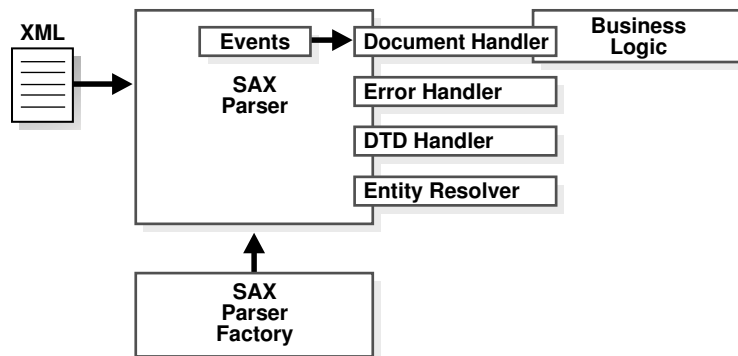 XML
Events
SAX
Parser
Document Handler
Error Handler
DTD Handler
Entity Resolver
Business
Logic
SAX
Parser
Factory